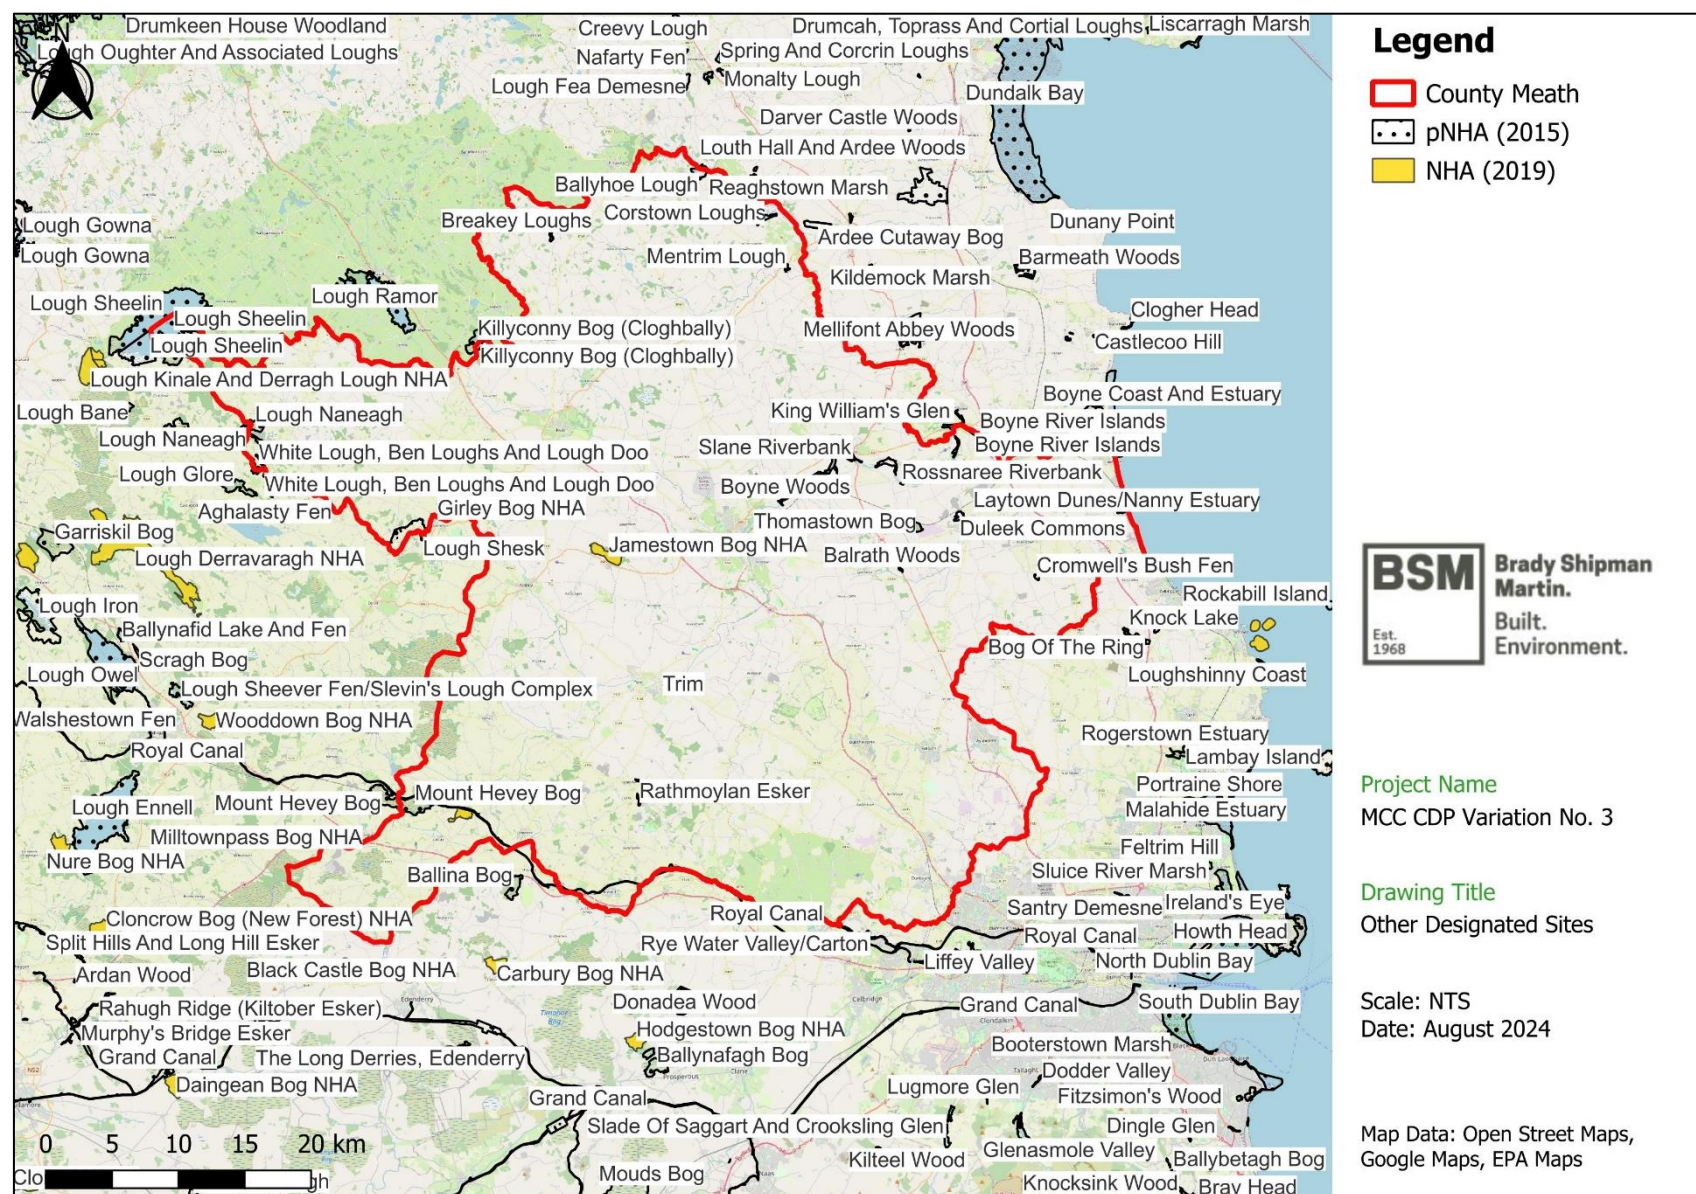 Drumkeen House Woodland
Creevy Lough
Drumcah, Toprass And Cortial Loughs
Liscarragh Marsh
N
Lough Oughter And Associated Loughs
Nafarty Fen
Spring And Corcrin Loughs
Lough Fea Demesne
Monalty Lough
Dundalk Bay
Darver Castle Woods
Louth Hall And Ardee Woods
Ballyhoe Lough
Reaghstown Marsh
Breakey Loughs
Corstown Loughs
Dunany Point
Lough Gowna
Ardee Cutaway Bog
Lough Gowna
Mentrim Lough
Barmeath Woods
Kildemock Marsh
Lough Sheelin
Lough Ramor
Clogher Head
Lough Sheelin
Killyconny Bog (Cloghbally)
Mellifont Abbey Woods
Lough Sheelin
Killyconny Bog (Cloghbally)
Castlecoo Hill
Lough Kinale And Derragh Lough NHA
Boyne Coast And Estuary
Lough Bane
Lough Naneagh
King William's Glen
Boyne River Islands
Lough Naneagh
Slane Riverbank
Boyne River Islands
White Lough, Ben Loughs And Lough Doo
Lough Glore
Rossnaree Riverbank
White Lough, Ben Loughs And Lough Doo
Boyne Woods
Laytown Dunes/Nanny Estuary
Aghalasty Fen
Girley Bog NHA
Thomastown Bog
Duleek Commons
Garriskil Bog
Lough Shesk
Jamestown Bog NHA
Balrath Woods
Lough Derravaragh NHA
Cromwell's Bush Fen
Rockabill Island
Lough Iron
Knock Lake
Ballynafid Lake And Fen
Bog Of The Ring
Scragh Bog
Lough Owel
Loughshinny Coast
Lough Sheever Fen/Slevin's Lough Complex
Trim
Walshestown Fen
Wooddown Bog NHA
Rogerstown Estuary
Royal Canal
Lambay Island
Portraine Shore
Lough Ennell
Mount Hevey Bog
Mount Hevey Bog
Rathmoylan Esker
Malahide Estuary
Milltownpass Bog NHA
Feltrim Hill
Nure Bog NHA
Ballina Bog
Sluice River Marsh
Cloncrow Bog (New Forest) NHA
Royal Canal
Santry Demesne
Ireland's Eye
Split Hills And Long Hill Esker
Rye Water Valley/Carton
Royal Canal
Howth Head
Ardan Wood
Black Castle Bog NHA
Carbury Bog NHA
Liffey Valley
North Dublin Bay
Rahugh Ridge (Kiltober Esker)
Donadea Wood
Grand Canal
South Dublin Bay
Murphy's Bridge Esker
Hodgestown Bog NHA
Booterstown Marsh
Grand Canal
The Long Derries, Edenderry
Ballynafagh Bog
Dodder Valley
Daingean Bog NHA
Grand Canal
Lugmore Glen
Fitzsimon's Wood
Slade Of Saggart And Crooksling Glen
Dingle Glen
Kilteel Wood
Glenasmole Valley
Ballybetagh Bog
Mouds Bog
Knocksink Wood
Bray Head
0 5 10 15 20 km
Legend
County Meath
pNHA (2015)
NHA (2019)
BSM
Est.
1968
Brady Shipman
Martin.
Built.
Environment.
Project Name
MCC CDP Variation No. 3
Drawing Title
Other Designated Sites
Scale: NTS
Date: August 2024
Map Data: Open Street Maps,
Google Maps, EPA Maps